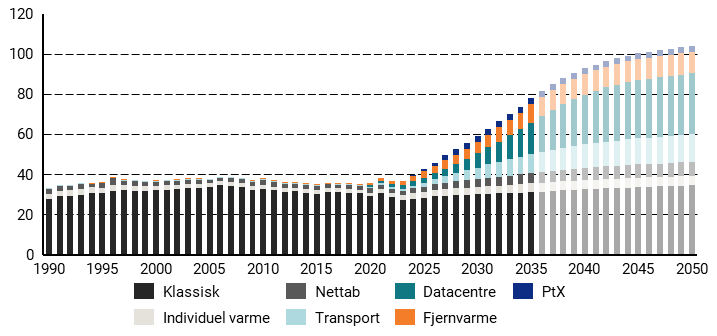 120
100
80
60
40
20
0
1990 1995 2000 2005 2010 2015 2020 2025 2030 2035 2040 2045 2050
Klassisk Nettab Datacentre PtX
Individuel varme Transport Fjernvarme